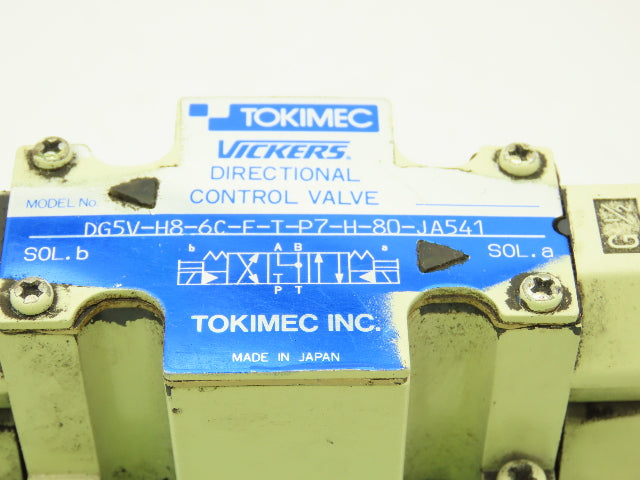 TOKIMEC
VICKERS.
DIRECTIONAL
CONTROL VALVE
MODEL No.
DG5V-H8-6C-E-T-P7-H-80-JA541
SOL.b b A B a SOL.a
P T
TOKIMEC INC.
MADE IN JAPAN